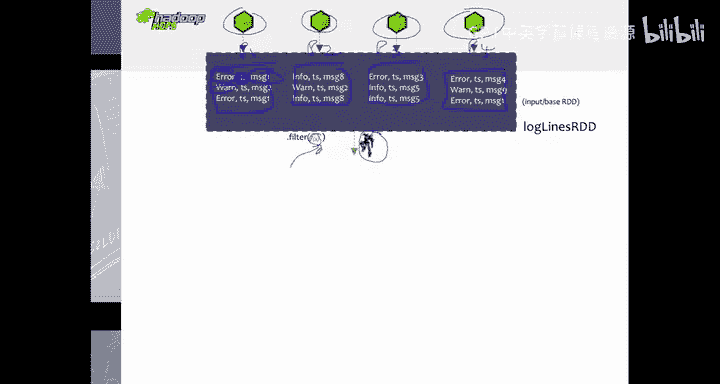 hadoop
bilibili
Error, ts, msg1
Warn, ts, msg2
Error, ts, msg1
Info, ts, msg8
Warn, ts, msg2
Info, ts, msg8
Error, ts, msg3
Info, ts, msg5
Info, ts, msg5
Error, ts, msg4
Warn, ts, msg9
Error, ts, msg1
(input/base RDD)
logLinesRDD
.filter(